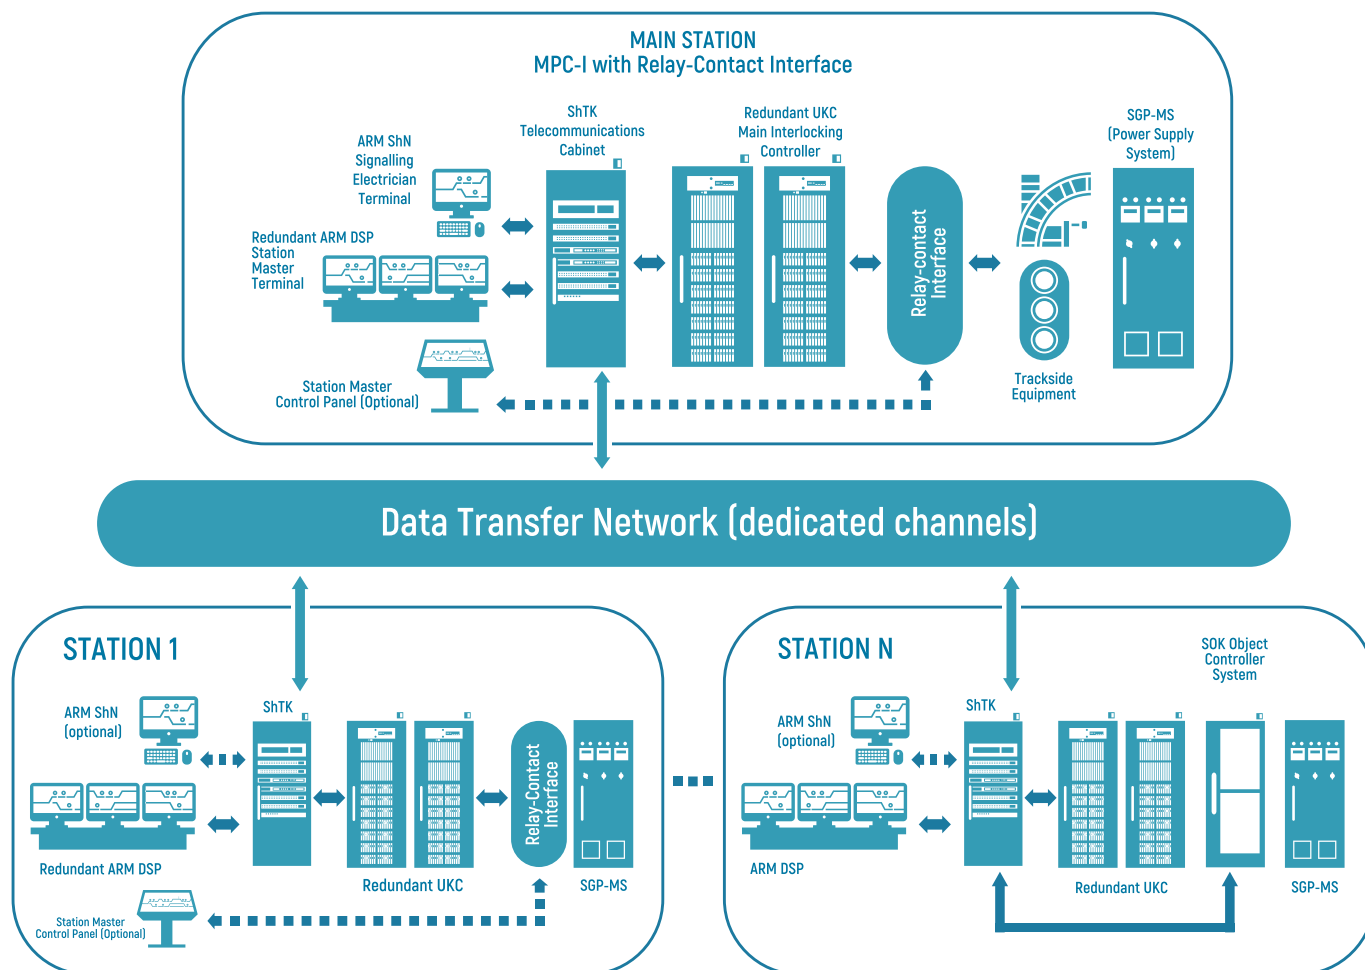 MAIN STATION
MPC-I with Relay-Contact Interface
ShTK
Telecommunications
Cabinet
Redundant UKC
Main Interlocking
Controller
SGP-MS
(Power Supply
System)
ARM ShN
Signalling
Electrician
Terminal
Redundant ARM DSP
Station
Master
Terminal
Relay-contact
Interface
Station Master
Control Panel (Optional)
Trackside
Equipment
Data Transfer Network (dedicated channels)
STATION 1
ARM ShN
(optional)
ShTK
Relay-Contact
Interface
Redundant ARM DSP
Redundant UKC
SGP-MS
Station Master
Control Panel (Optional)
STATION N
SOK Object
Controller
System
ARM ShN
(optional)
ShTK
ARM DSP
Redundant UKC
SGP-MS